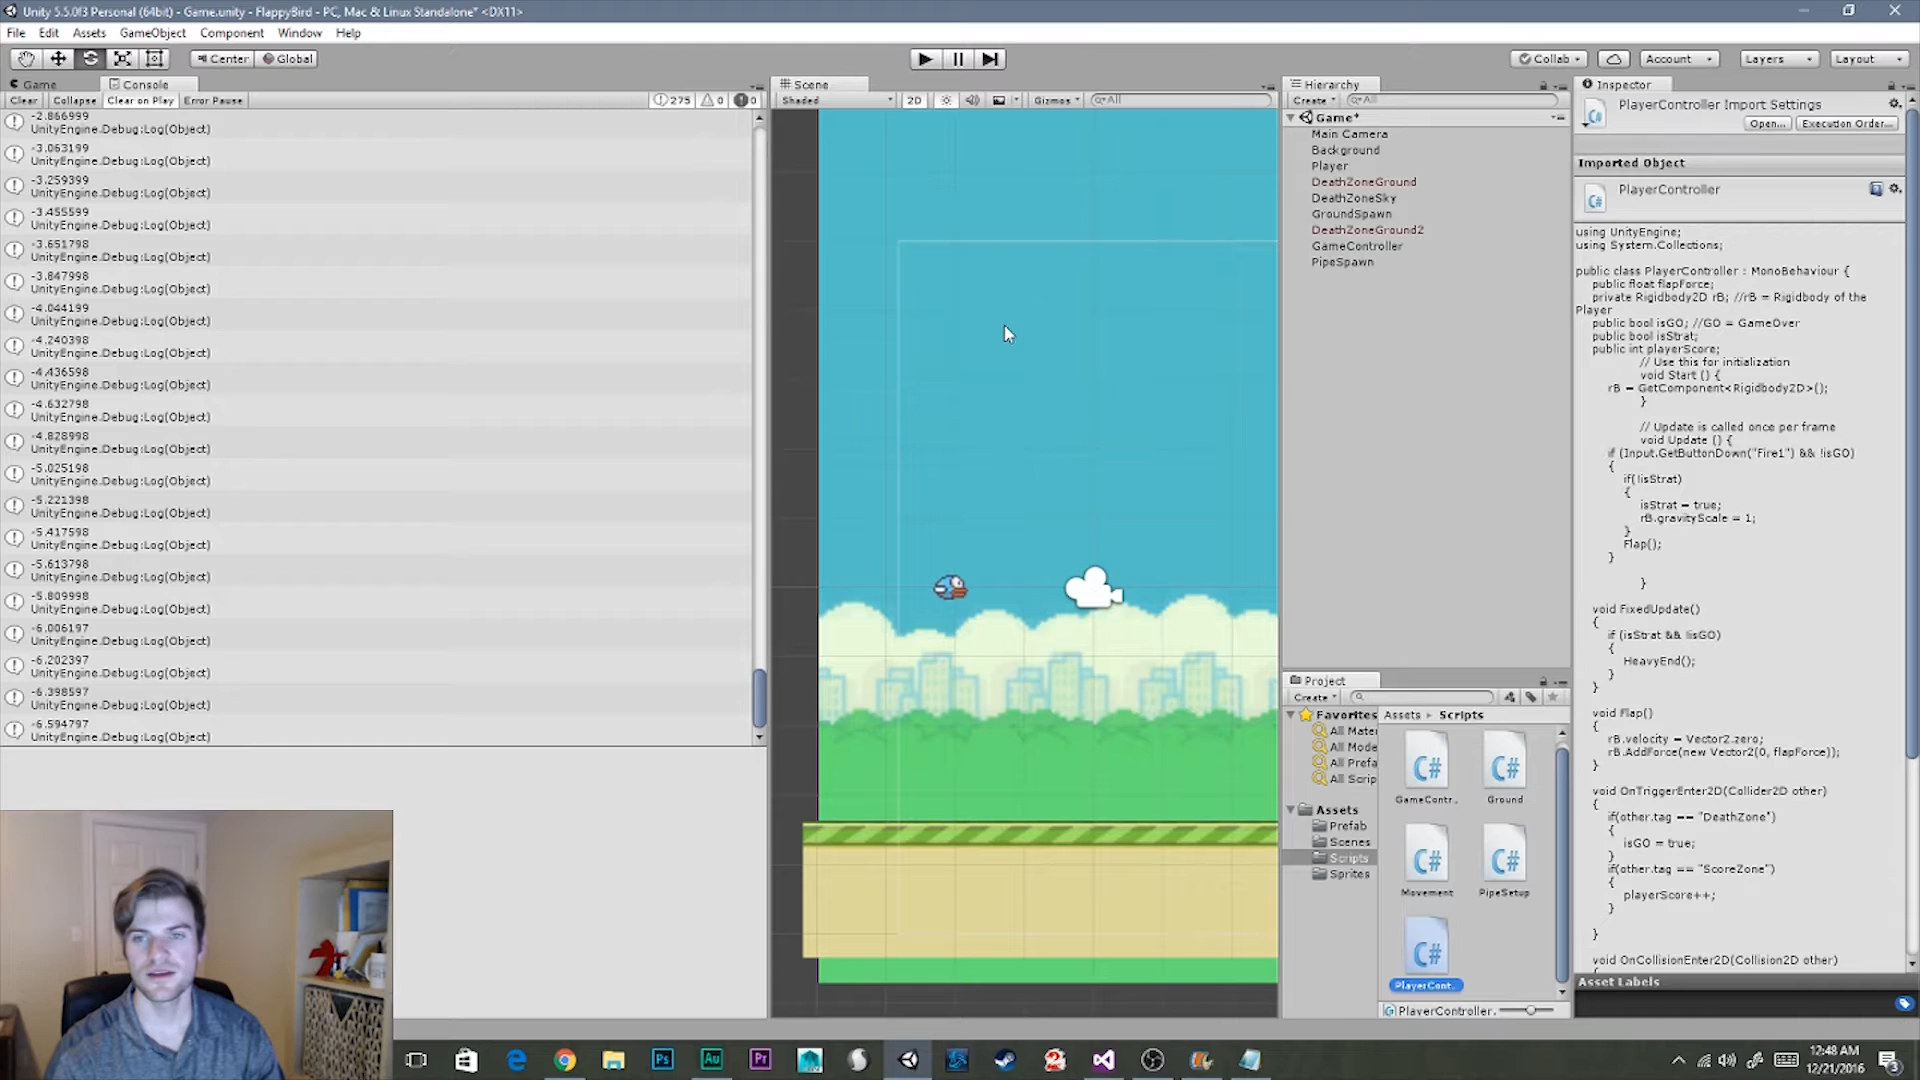 Unity 5.5.0f3 Personal (64bit) - Game.unity - FlappyBird - PC, Mac & Linux Standalone* <DX11>
File Edit Assets GameObject Component Window Help
Center Global
Collab Account Layers Layout
Game Console
Clear Collapse Clear on Play Error Pause 275 0 0
-2.866999
UnityEngine.Debug:Log(Object)
-3.063199
UnityEngine.Debug:Log(Object)
-3.259399
UnityEngine.Debug:Log(Object)
-3.455599
UnityEngine.Debug:Log(Object)
-3.651798
UnityEngine.Debug:Log(Object)
-3.847998
UnityEngine.Debug:Log(Object)
-4.044199
UnityEngine.Debug:Log(Object)
-4.240398
UnityEngine.Debug:Log(Object)
-4.436598
UnityEngine.Debug:Log(Object)
-4.632798
UnityEngine.Debug:Log(Object)
-4.828998
UnityEngine.Debug:Log(Object)
-5.025198
UnityEngine.Debug:Log(Object)
-5.221398
UnityEngine.Debug:Log(Object)
-5.417598
UnityEngine.Debug:Log(Object)
-5.613798
UnityEngine.Debug:Log(Object)
-5.809998
UnityEngine.Debug:Log(Object)
-6.006197
UnityEngine.Debug:Log(Object)
-6.202397
UnityEngine.Debug:Log(Object)
-6.398597
UnityEngine.Debug:Log(Object)
-6.594797
UnityEngine.Debug:Log(Object)
Scene
Shaded 2D Gizmos All
Hierarchy
Create All
Game*
Main Camera
Background
Player
DeathZoneGround
DeathZoneSky
GroundSpawn
DeathZoneGround2
GameController
PipeSpawn
Project
Create
Favorites
All Mate
All Mode
All Prefa
All Scrip
Assets
Prefab
Scenes
Scripts
Sprites
Assets Scripts
GameContr..
Ground
Movement
PipeSetup
PlayerCont..
PlayerController.
Inspector
PlayerController Import Settings
Open... Execution Order...
Imported Object
PlayerController
using UnityEngine;
using System.Collections;
public class PlayerController : MonoBehaviour {
public float flapForce;
private Rigidbody2D rB; //rB = Rigidbody of the
Player
public bool isGO; //GO = GameOver
public bool isStrat;
public int playerScore;
// Use this for initialization
void Start () {
rB = GetComponent<Rigidbody2D>();
}
// Update is called once per frame
void Update () {
if (Input.GetButtonDown("Fire1") && !isGO)
{
if(!isStrat)
{
isStrat = true;
rB.gravityScale = 1;
}
Flap();
}
}
void FixedUpdate()
{
if (isStrat && !isGO)
{
HeavyEnd();
}
}
void Flap()
{
rB.velocity = Vector2.zero;
rB.AddForce(new Vector2(0, flapForce));
}
void OnTriggerEnter2D(Collider2D other)
{
if(other.tag == "DeathZone")
{
isGO = true;
}
if(other.tag == "ScoreZone")
{
playerScore++;
}
}
void OnCollisionEnter2D(Collision2D other)
Asset Labels
12:48 AM
12/21/2016